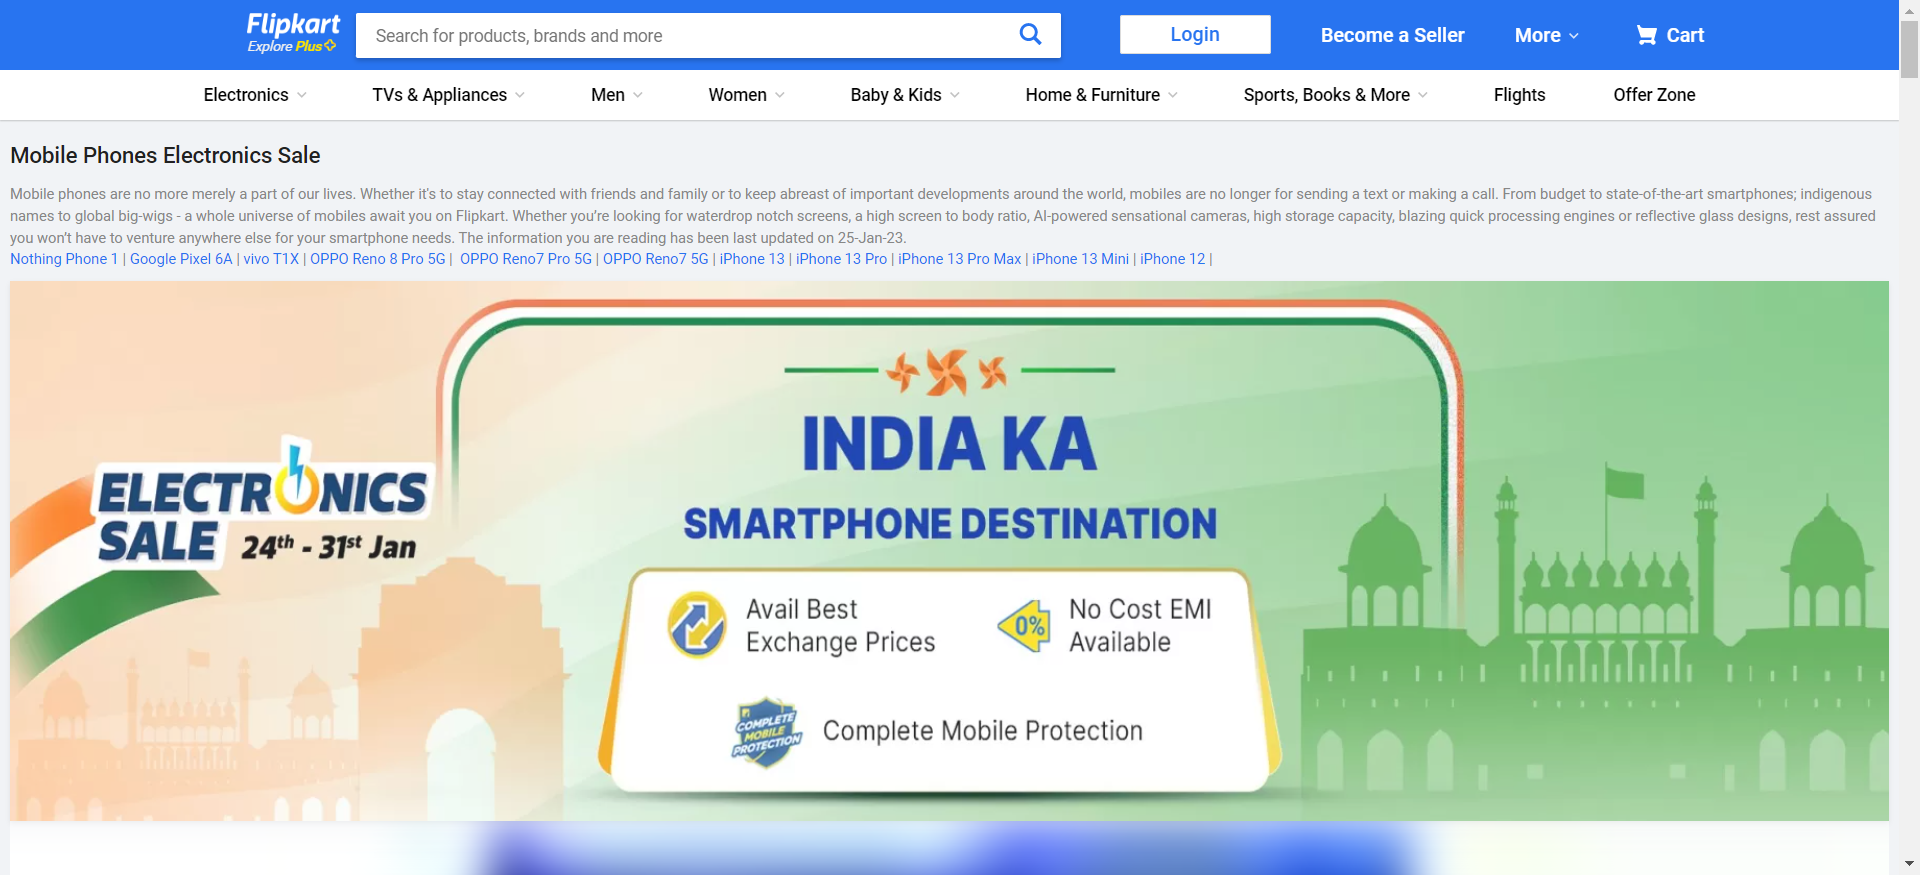 Flipkart
Explore Plus
Search for products, brands and more
Login
Become a Seller
More
Cart
Electronics
TVs & Appliances
Men
Women
Baby & Kids
Home & Furniture
Sports, Books & More
Flights
Offer Zone
Mobile Phones Electronics Sale
Mobile phones are no more merely a part of our lives. Whether it's to stay connected with friends and family or to keep abreast of important developments around the world, mobiles are no longer for sending a text or making a call. From budget to state-of-the-art smartphones; indigenous
names to global big-wigs - a whole universe of mobiles await you on Flipkart. Whether you’re looking for waterdrop notch screens, a high screen to body ratio, AI-powered sensational cameras, high storage capacity, blazing quick processing engines or reflective glass designs, rest assured
you won’t have to venture anywhere else for your smartphone needs. The information you are reading has been last updated on 25-Jan-23.
Nothing Phone 1 | Google Pixel 6A | vivo T1X | OPPO Reno 8 Pro 5G | OPPO Reno7 Pro 5G | OPPO Reno7 5G | iPhone 13 | iPhone 13 Pro | iPhone 13 Pro Max | iPhone 13 Mini | iPhone 12 |
ELECTRONICS
SALE 24th - 31st Jan
INDIA KA
SMARTPHONE DESTINATION
Avail Best
Exchange Prices
0%
No Cost EMI
Available
COMPLETE
MOBILE
PROTECTION
Complete Mobile Protection